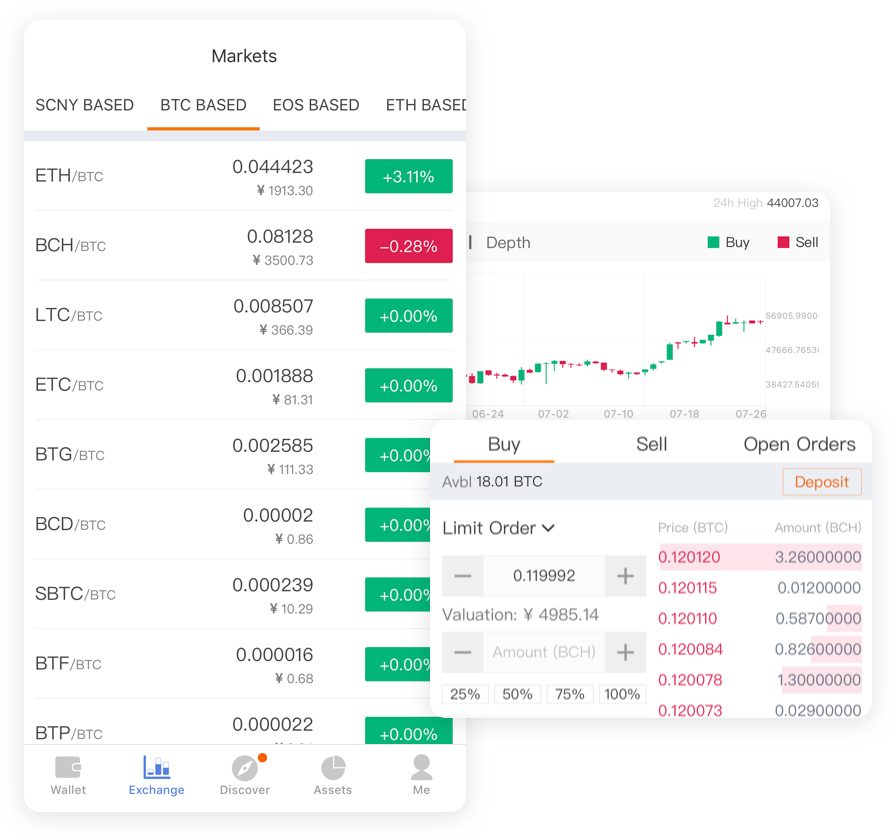 Markets
SCNY BASED BTC BASED EOS BASED ETH BASED
ETH/BTC 0.044423 +3.11%
¥ 1913.30
BCH/BTC 0.08128 −0.28%
¥ 3500.73
LTC/BTC 0.008507 +0.00%
¥ 366.39
ETC/BTC 0.001888 +0.00%
¥ 81.31
BTG/BTC 0.002585 +0.00%
¥ 111.33
BCD/BTC 0.00002 +0.00%
¥ 0.86
SBTC/BTC 0.000239 +0.00%
¥ 10.29
BTF/BTC 0.000016 +0.00%
¥ 0.68
BTP/BTC 0.000022 +0.00%
Wallet Exchange Discover Assets Me
24h High 44007.03
Depth Buy Sell
56905.9900
47666.7653
38427.5405
06-24 07-02 07-10 07-18 07-26
Buy Sell Open Orders
Avbl 18.01 BTC Deposit
Limit Order
0.119992
Valuation: ¥ 4985.14
Amount (BCH)
25% 50% 75% 100%
Price (BTC) Amount (BCH)
0.120120 3.26000000
0.120115 0.01200000
0.120110 0.58700000
0.120084 0.82600000
0.120078 1.30000000
0.120073 0.02900000